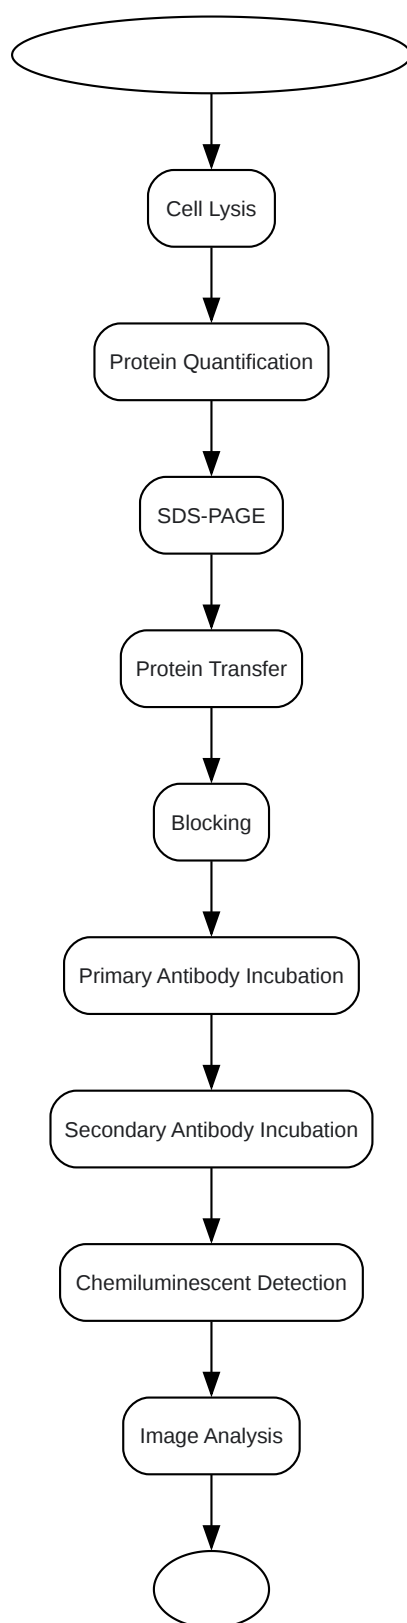 Cell Lysis
Protein Quantification
SDS-PAGE
Protein Transfer
Blocking
Primary Antibody Incubation
Secondary Antibody Incubation
Chemiluminescent Detection
Image Analysis